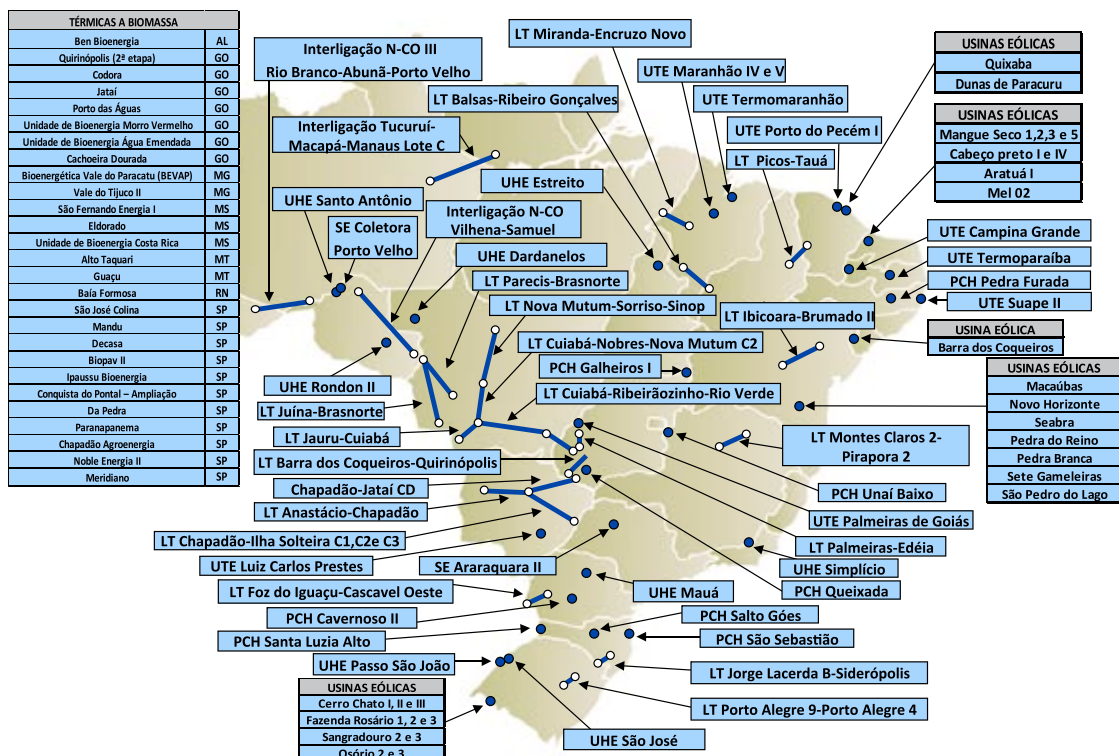 TÉRMICAS A BIOMASSA
Ben Bioenergia AL
Quirinópolis (2ª etapa) GO
Codora GO
Jataí GO
Porto das Águas GO
Unidade de Bioenergia Morro Vermelho GO
Unidade de Bioenergia Água Emendada GO
Cachoeira Dourada GO
Bioenergética Vale do Paracatu (BEVAP) MG
Vale do Tijuco II MG
São Fernando Energia I MS
Eldorado MS
Unidade de Bioenergia Costa Rica MS
Alto Taquari MT
Guaçu MT
Baía Formosa RN
São José Colina SP
Mandu SP
Decasa SP
Biopav II SP
Ipaussu Bioenergia SP
Conquista do Pontal – Ampliação SP
Da Pedra SP
Paranapanema SP
Chapadão Agroenergia SP
Noble Energia II SP
Meridiano SP
Interligação N-CO III
Rio Branco-Abunã-Porto Velho
LT Miranda-Encruzo Novo
UTE Maranhão IV e V
LT Balsas-Ribeiro Gonçalves
UTE Termomaranhão
Interligação Tucuruí-
Macapá-Manaus Lote C
UTE Porto do Pecém I
LT Picos-Tauá
UHE Estreito
USINAS EÓLICAS
Quixaba
Dunas de Paracuru
USINAS EÓLICAS
Mangue Seco 1,2,3 e 5
Cabeço preto I e IV
Aratuá I
Mel 02
UHE Santo Antônio
SE Coletora
Porto Velho
Interligação N-CO
Vilhena-Samuel
UHE Dardanelos
LT Parecis-Brasnorte
LT Nova Mutum-Sorriso-Sinop
LT Cuiabá-Nobres-Nova Mutum C2
UTE Campina Grande
UTE Termoparaíba
PCH Pedra Furada
UTE Suape II
LT Ibicoara-Brumado II
USINA EÓLICA
Barra dos Coqueiros
PCH Galheiros I
UHE Rondon II
LT Cuiabá-Ribeirãozinho-Rio Verde
LT Juína-Brasnorte
LT Jauru-Cuiabá
USINAS EÓLICAS
Macaúbas
Novo Horizonte
Seabra
Pedra do Reino
Pedra Branca
Sete Gameleiras
São Pedro do Lago
LT Montes Claros 2-
Pirapora 2
LT Barra dos Coqueiros-Quirinópolis
Chapadão-Jataí CD
LT Anastácio-Chapadão
PCH Unaí Baixo
UTE Palmeiras de Goiás
LT Chapadão-Ilha Solteira C1,C2e C3
LT Palmeiras-Edéia
UTE Luiz Carlos Prestes
SE Araraquara II
UHE Simplício
LT Foz do Iguaçu-Cascavel Oeste
UHE Mauá
PCH Queixada
PCH Cavernoso II
PCH Salto Góes
PCH Santa Luzia Alto
PCH São Sebastião
UHE Passo São João
LT Jorge Lacerda B-Siderópolis
USINAS EÓLICAS
Cerro Chato I, II e III
Fazenda Rosário 1, 2 e 3
Sangradouro 2 e 3
Osório 2 e 3
LT Porto Alegre 9-Porto Alegre 4
UHE São José